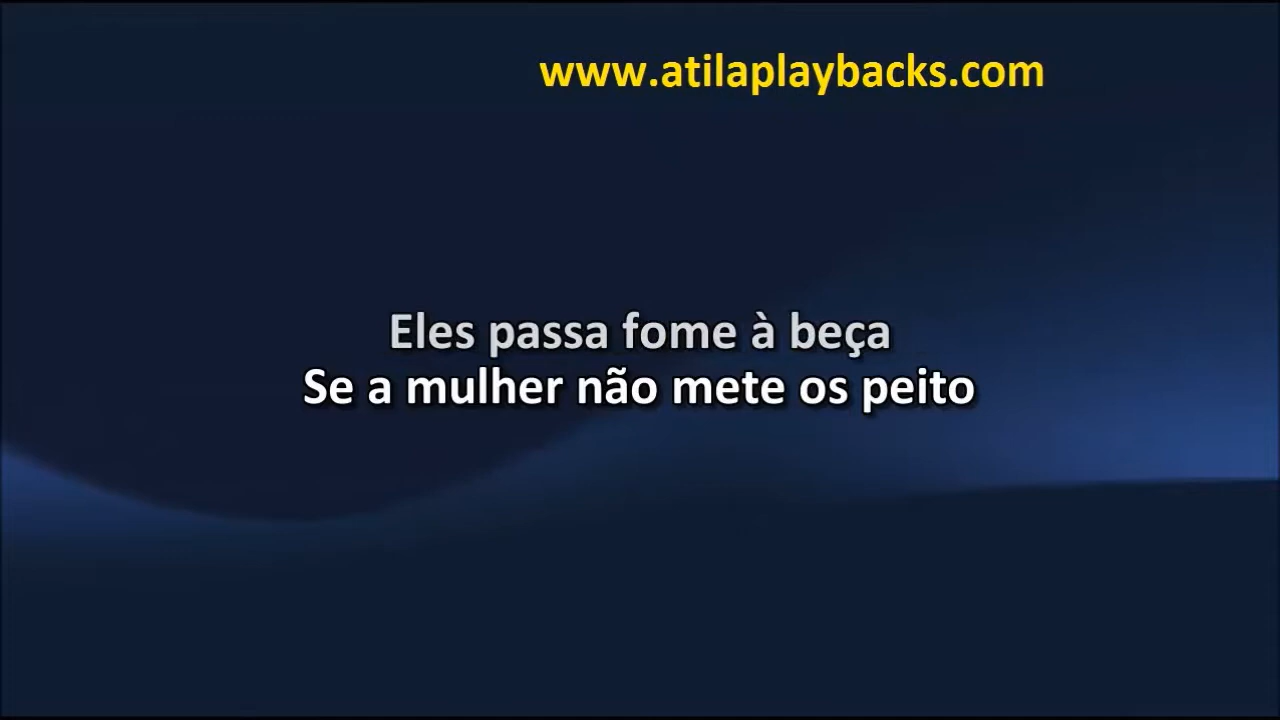 www.atilaplaybacks.com
Eles passa fome à beça
Se a mulher não mete os peito